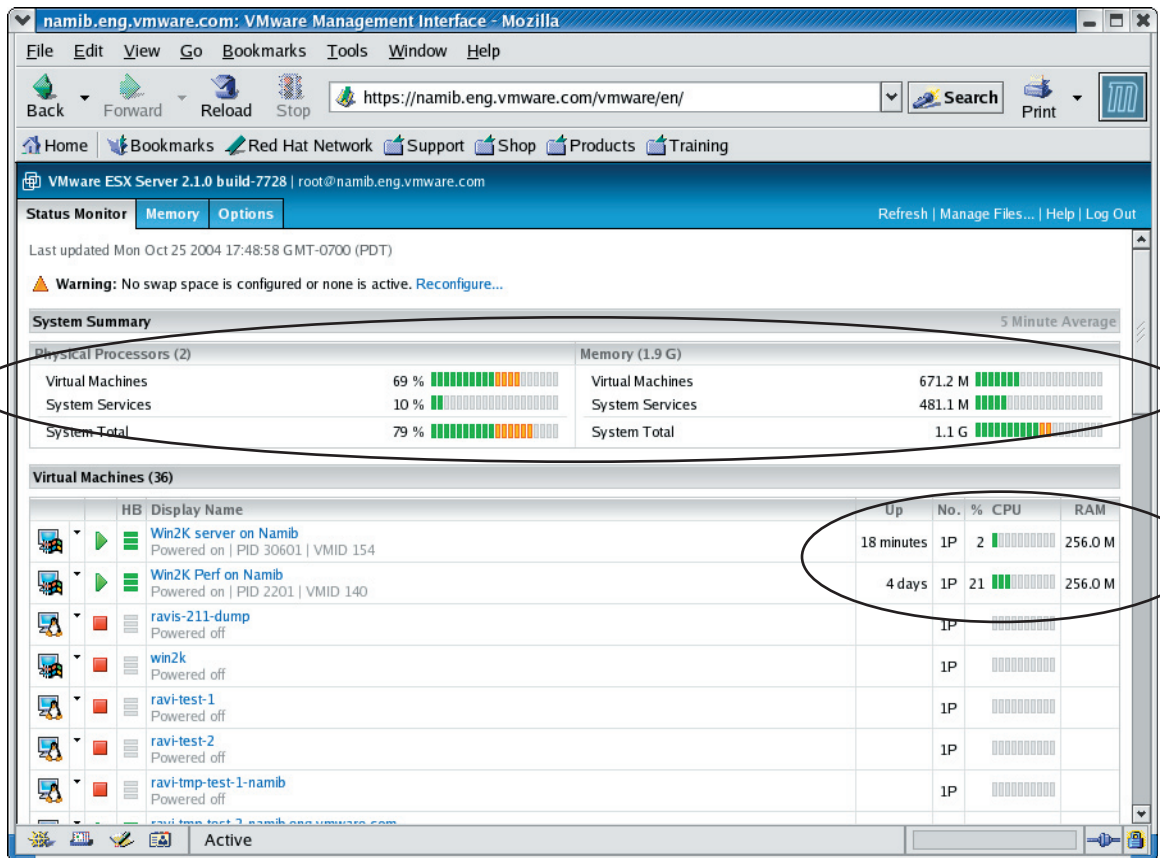 namib.eng.vmware.com: VMware Management Interface - Mozilla
File Edit View Go Bookmarks Tools Window Help
Back Forward Reload Stop https://namib.eng.vmware.com/vmware/en/ Search Print
Home Bookmarks Red Hat Network Support Shop Products Training
VMware ESX Server 2.1.0 build-7728 | root@namib.eng.vmware.com
Status Monitor Memory Options Refresh | Manage Files... | Help | Log Out
Last updated Mon Oct 25 2004 17:48:58 GMT-0700 (PDT)
Warning: No swap space is configured or none is active. Reconfigure...
System Summary 5 Minute Average
Physical Processors (2) Memory (1.9 G)
Virtual Machines 69 % Virtual Machines 671.2 M
System Services 10 % System Services 481.1 M
System Total 79 % System Total 1.1 G
Virtual Machines (36)
HB Display Name Up No. % CPU RAM
Win2K server on Namib
Powered on | PID 30601 | VMID 154 18 minutes 1P 2 256.0 M
Win2K Perf on Namib
Powered on | PID 2201 | VMID 140 4 days 1P 21 256.0 M
ravis-211-dump
Powered off 1P
win2k
Powered off 1P
ravi-test-1
Powered off 1P
ravi-test-2
Powered off 1P
ravi-tmp-test-1-namib
Powered off 1P
ravi-tmp-test-2-namib.eng.vmware.com
Active